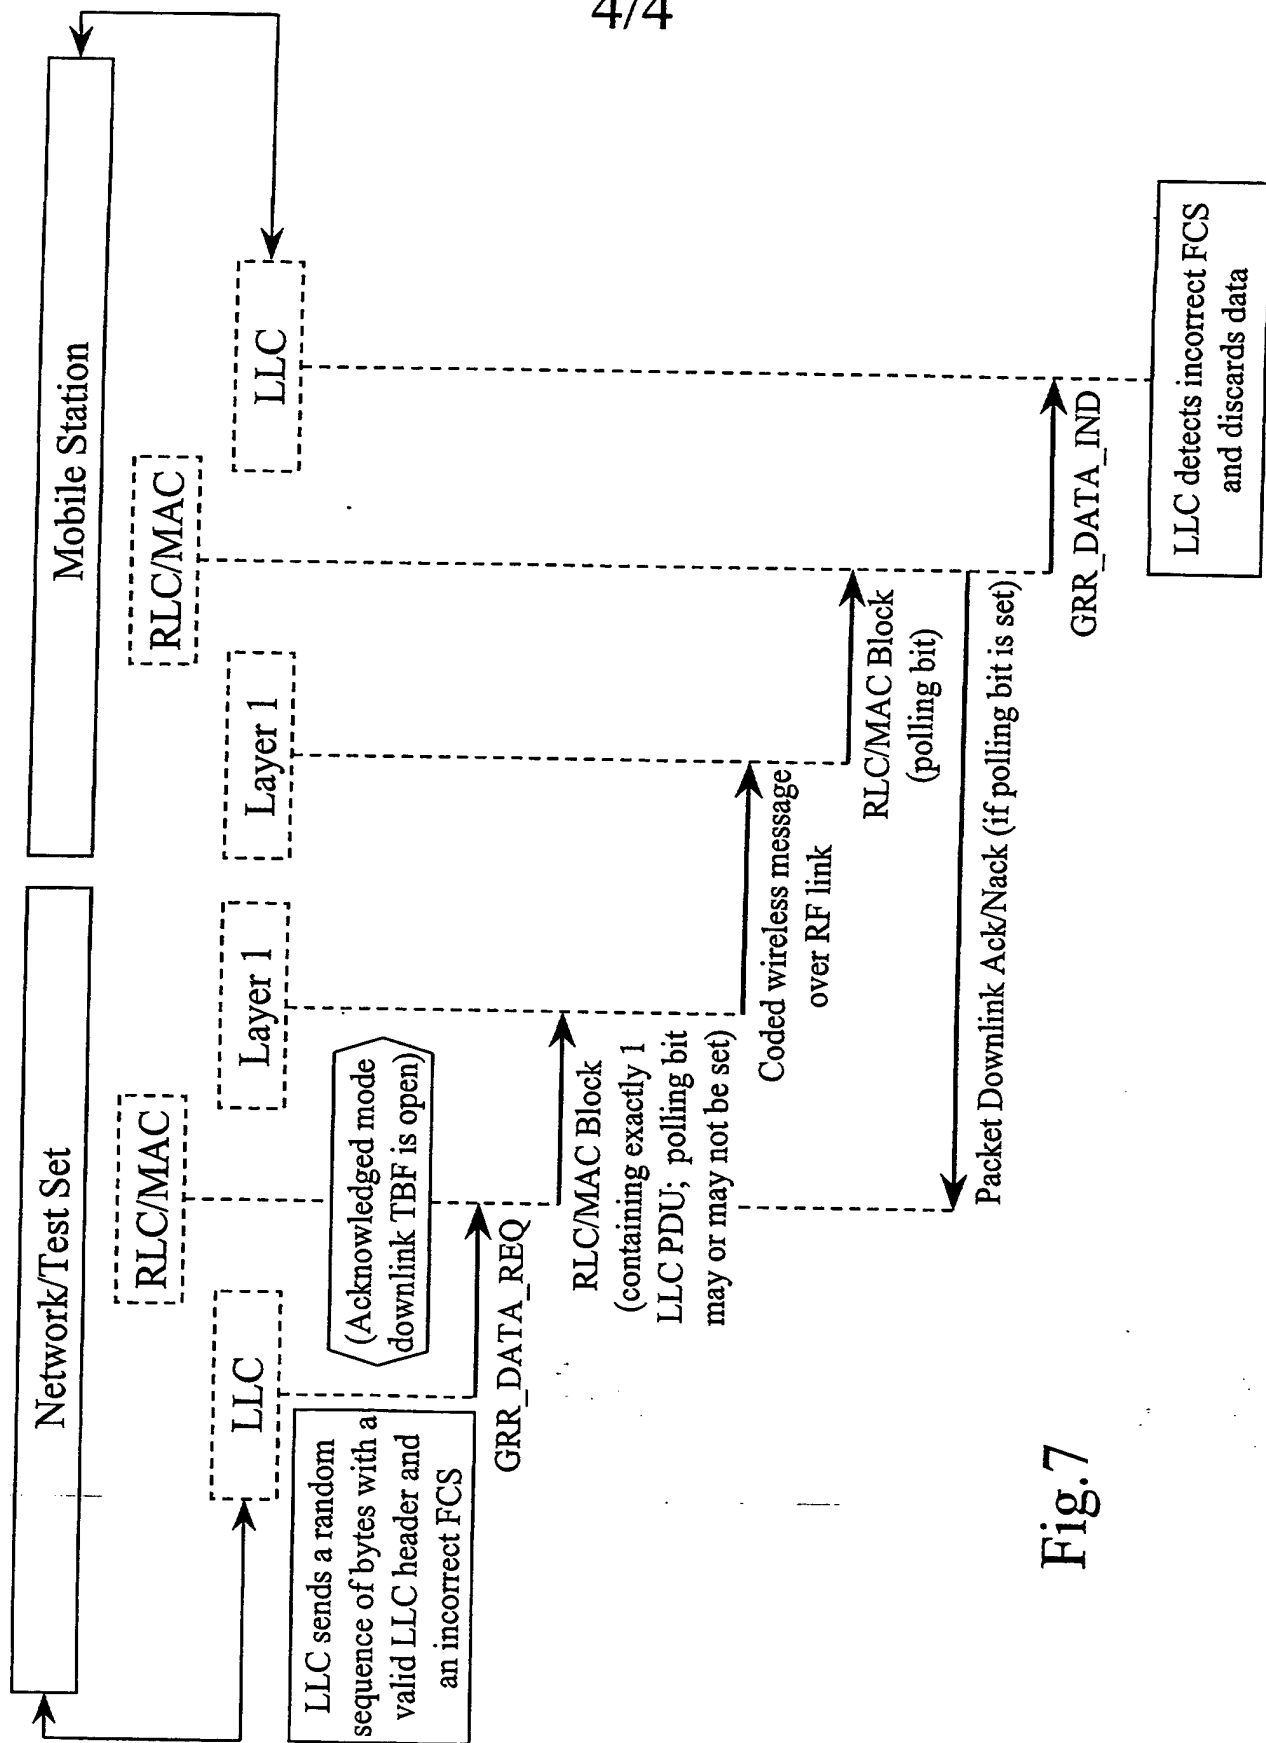 4/4
Network/Test Set
Mobile Station
RLC/MAC
RLC/MAC
LLC
Layer 1
Layer 1
LLC
LLC sends a random
sequence of bytes with a
valid LLC header and
an incorrect FCS
(Acknowledged mode
downlink TBF is open)
GRR_DATA_REQ
RLC/MAC Block
(containing exactly 1
LLC PDU; polling bit
may or may not be set)
Coded wireless message
over RF link
RLC/MAC Block
(polling bit)
Packet Downlink Ack/Nack (if polling bit is set)
GRR_DATA_IND
LLC detects incorrect FCS
and discards data
Fig.7